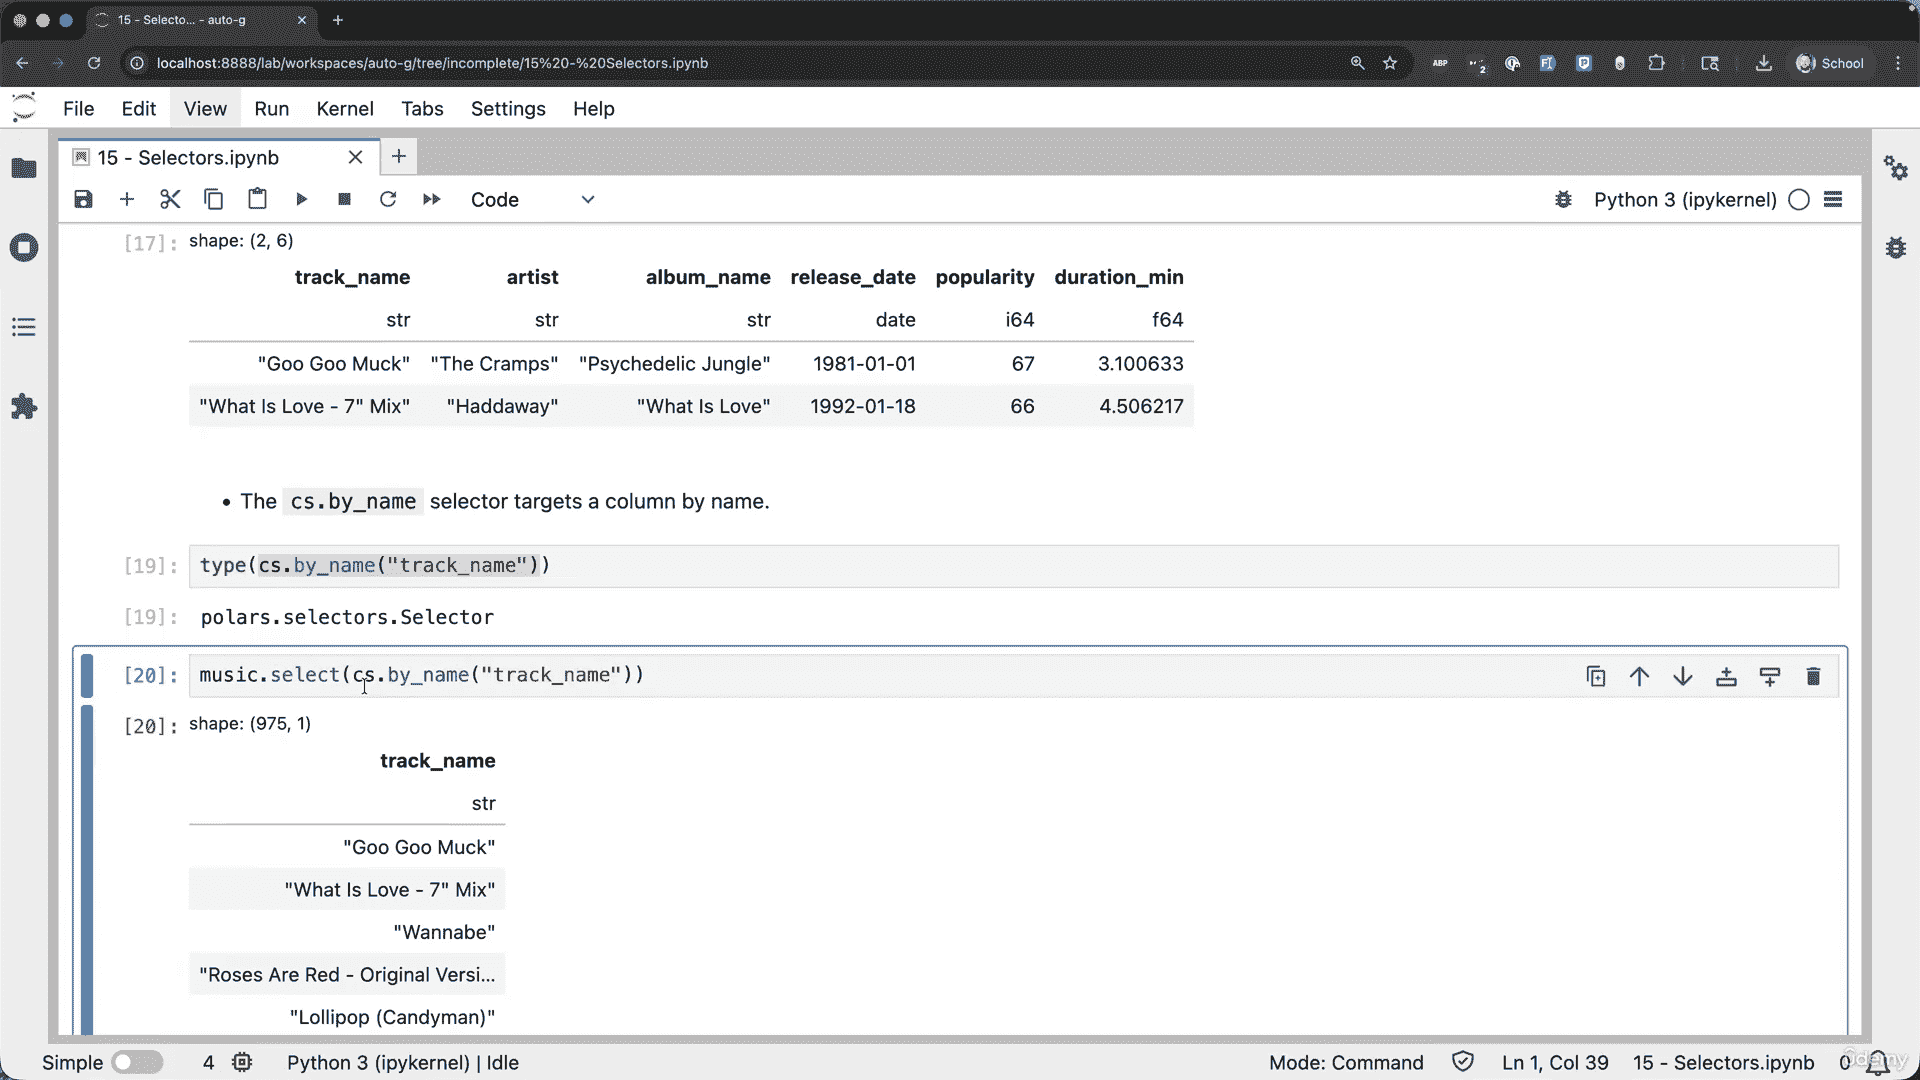 15 - Selecto... - auto-g
localhost:8888/lab/workspaces/auto-g/tree/incomplete/15%20-%20Selectors.ipynb
ABP
2
School
File Edit View Run Kernel Tabs Settings Help
15 - Selectors.ipynb
Code
Python 3 (ipykernel)
[17]: shape: (2, 6)
track_name artist album_name release_date popularity duration_min
str str str date i64 f64
"Goo Goo Muck" "The Cramps" "Psychedelic Jungle" 1981-01-01 67 3.100633
"What Is Love - 7" Mix" "Haddaway" "What Is Love" 1992-01-18 66 4.506217
• The cs.by_name selector targets a column by name.
[19]: type(cs.by_name("track_name"))
[19]: polars.selectors.Selector
[20]: music.select(cs.by_name("track_name"))
[20]: shape: (975, 1)
track_name
str
"Goo Goo Muck"
"What Is Love - 7" Mix"
"Wannabe"
"Roses Are Red - Original Versi...
"Lollipop (Candyman)"
Simple 4 Python 3 (ipykernel) | Idle Mode: Command Ln 1, Col 39 15 - Selectors.ipynb 0
udemy